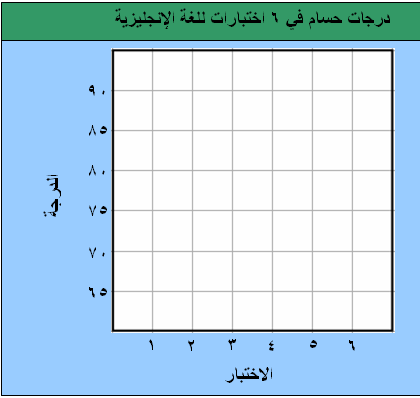 درجات حسام في ٦ اختبارات للغة الإنجليزية
٩٠
٨٥
٨٠
٧٥
٧٠
٦٥
الدرجة
١ ٢ ٣ ٤ ٥ ٦
الاختبار